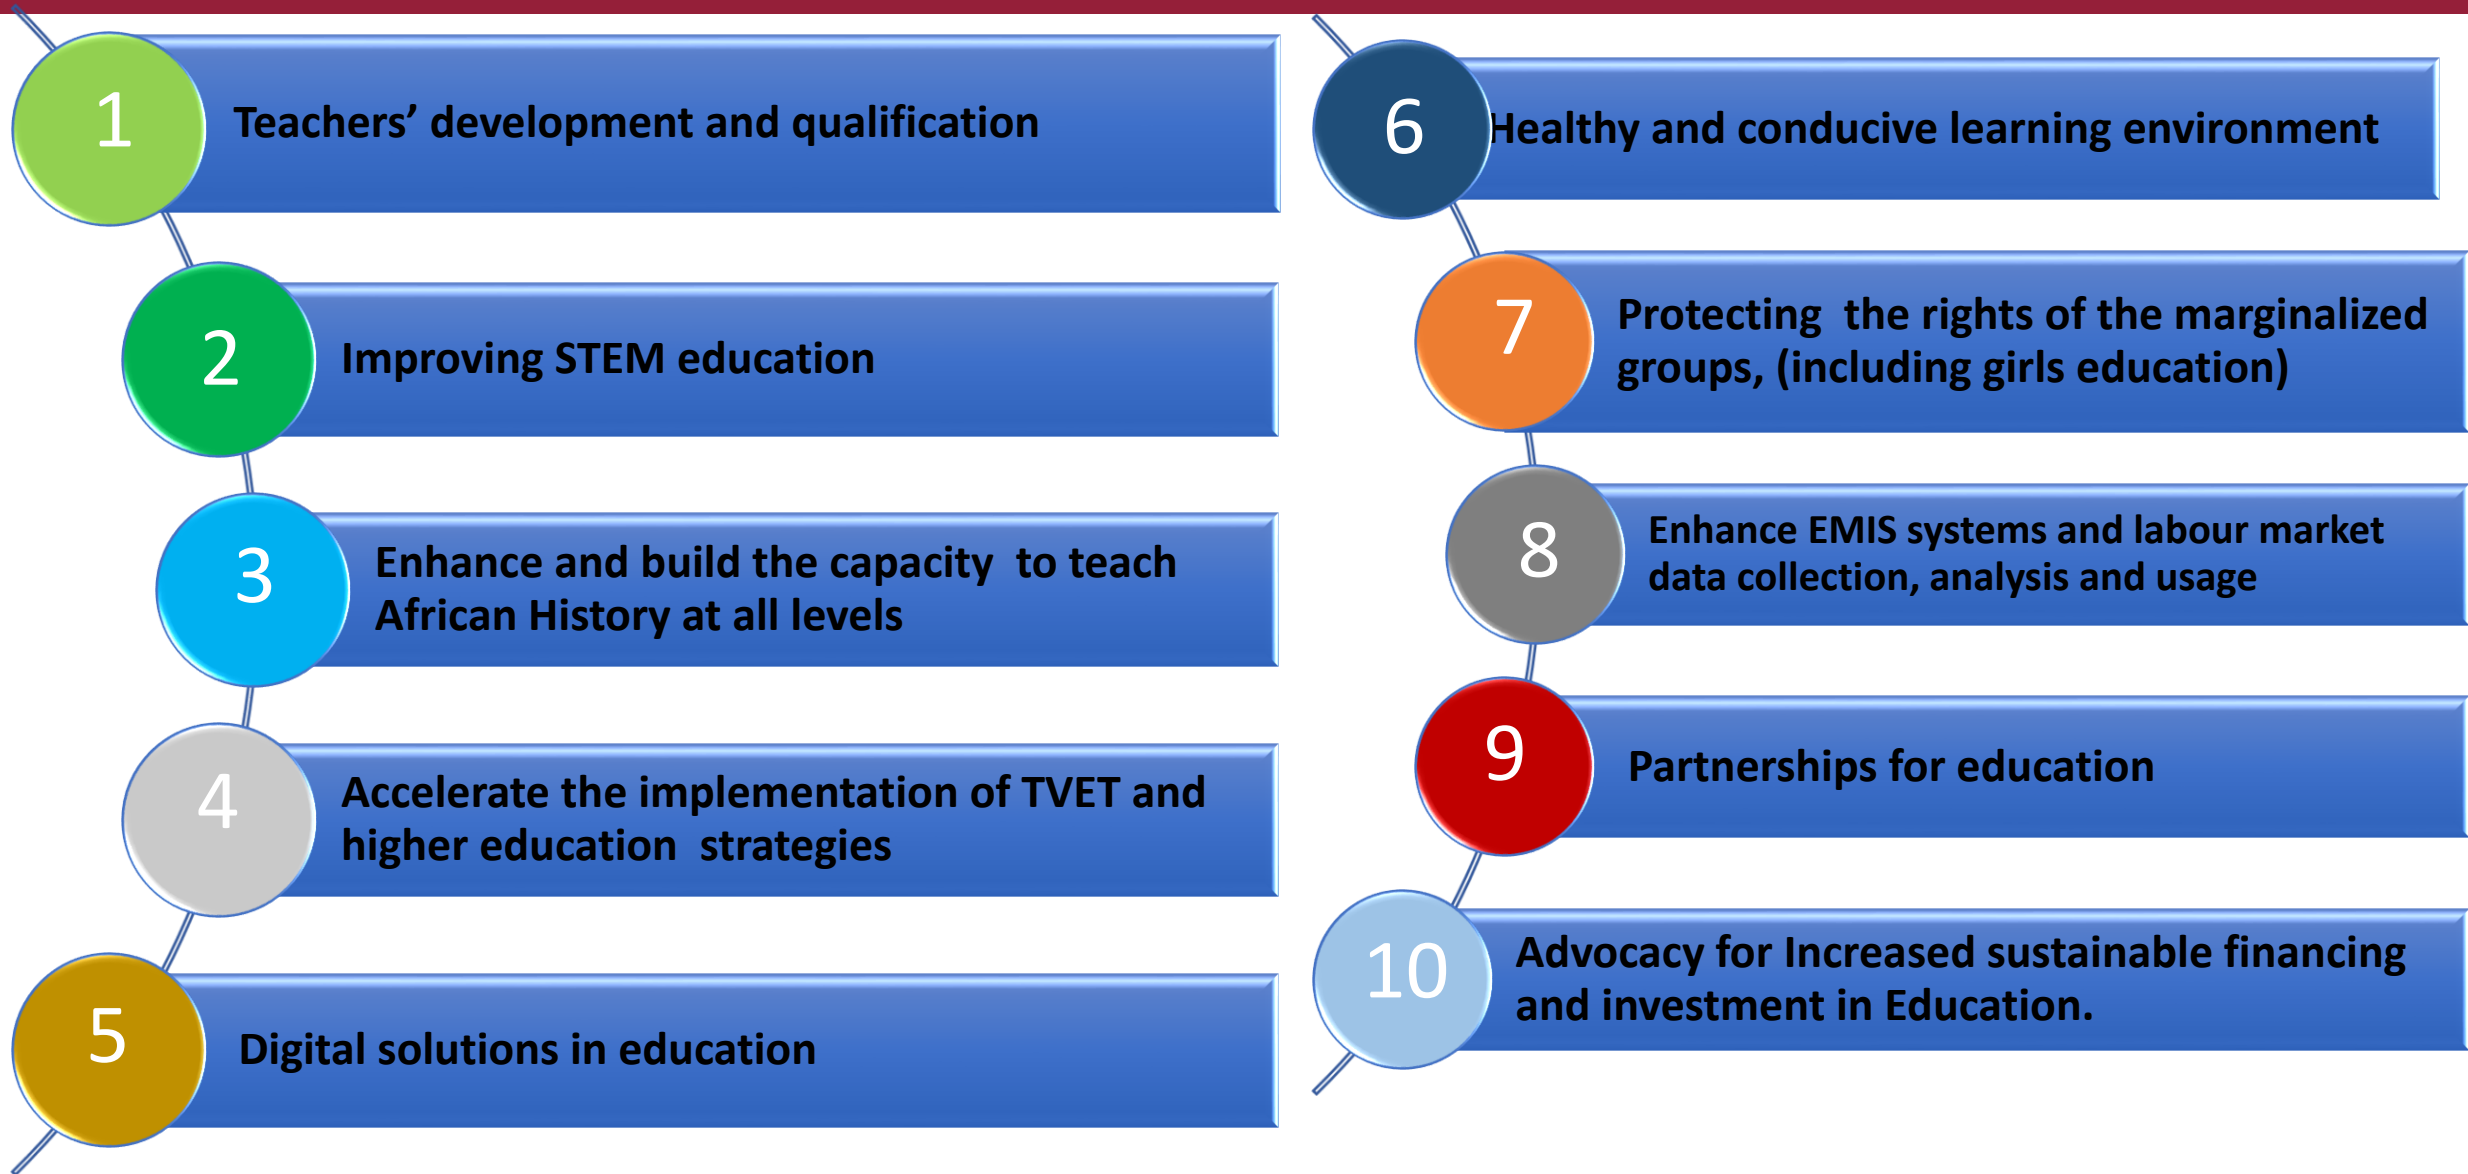 1
Teachers’ development and qualification
2
Improving STEM education
3
Enhance and build the capacity  to teach
African History at all levels
4
Accelerate the implementation of TVET and
higher education  strategies
5
Digital solutions in education
6
Healthy and conducive learning environment
7
Protecting  the rights of the marginalized
groups, (including girls education)
8
Enhance EMIS systems and labour market
data collection, analysis and usage
9
Partnerships for education
10
Advocacy for Increased sustainable financing
and investment in Education.